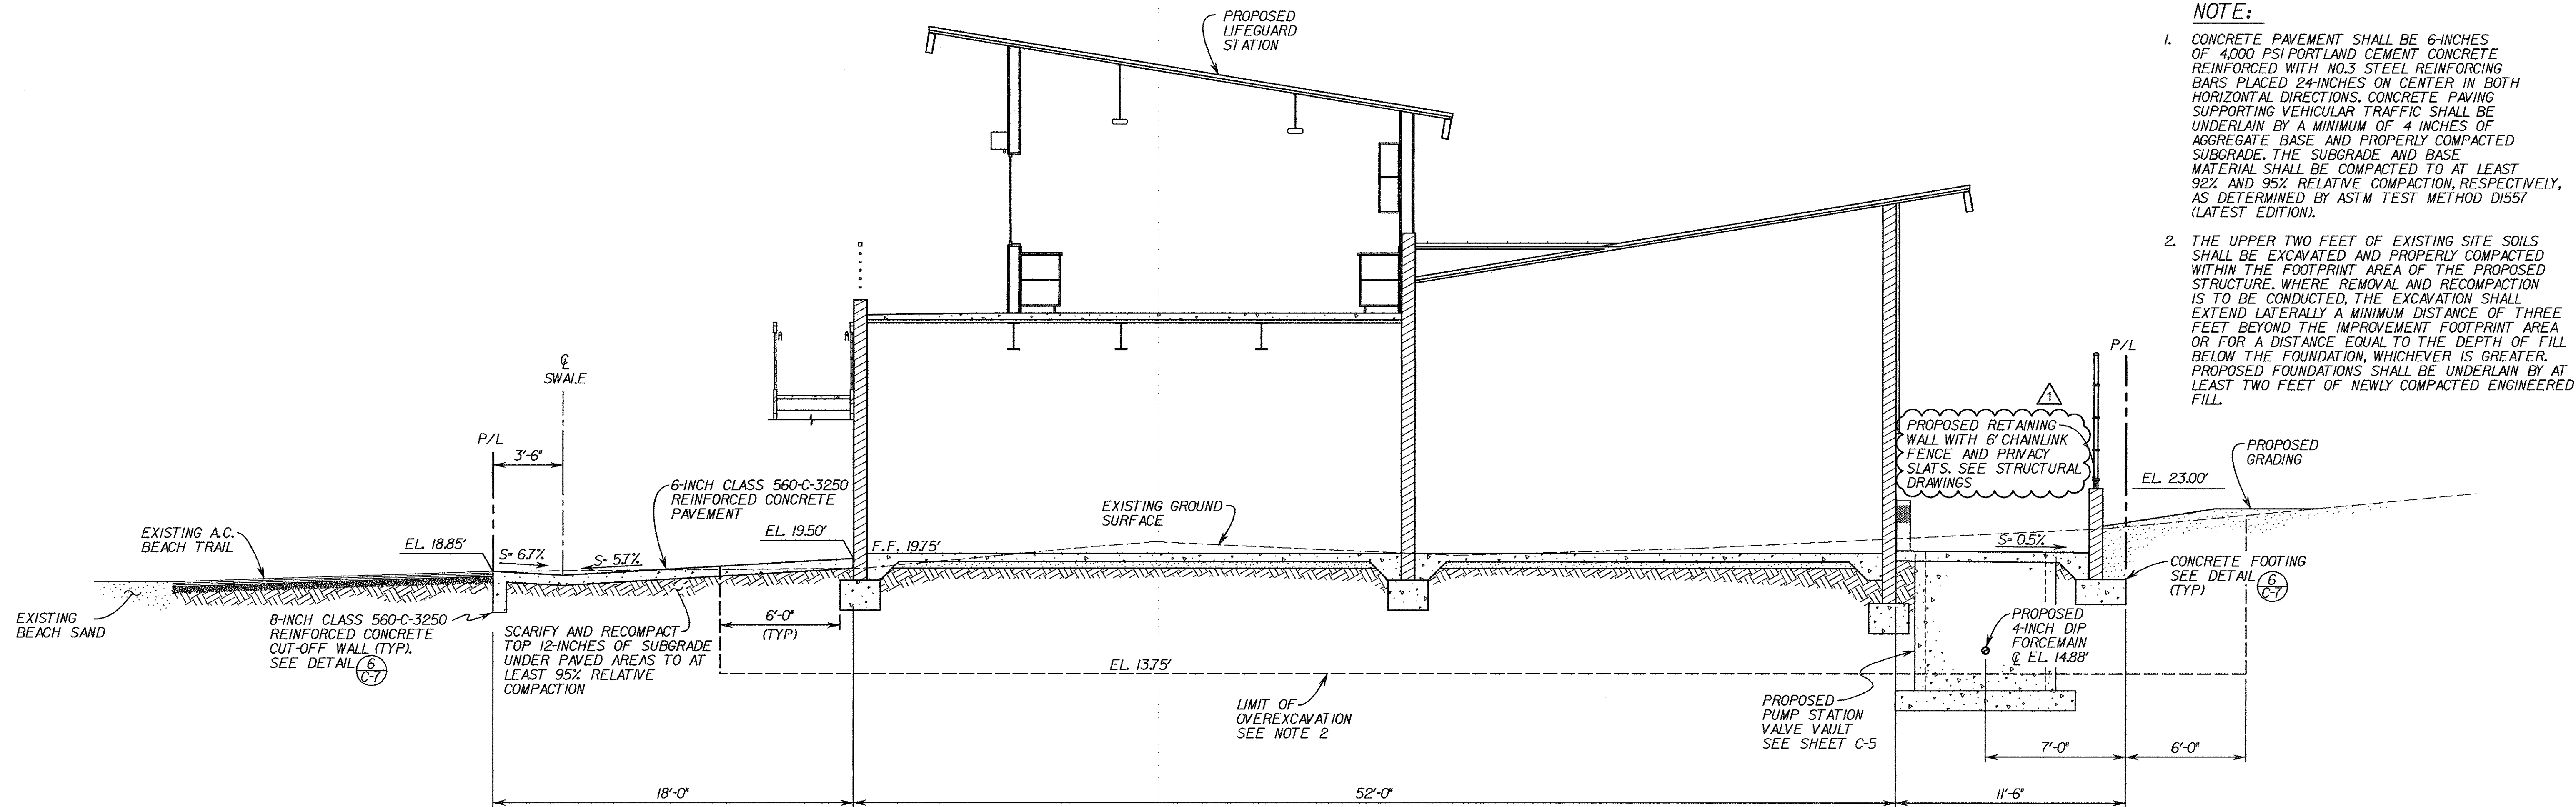 NOTE:
1. CONCRETE PAVEMENT SHALL BE 6-INCHES
OF 4,000 PSI PORTLAND CEMENT CONCRETE
REINFORCED WITH NO.3 STEEL REINFORCING
BARS PLACED 24-INCHES ON CENTER IN BOTH
HORIZONTAL DIRECTIONS. CONCRETE PAVING
SUPPORTING VEHICULAR TRAFFIC SHALL BE
UNDERLAIN BY A MINIMUM OF 4 INCHES OF
AGGREGATE BASE AND PROPERLY COMPACTED
SUBGRADE. THE SUBGRADE AND BASE
MATERIAL SHALL BE COMPACTED TO AT LEAST
92% AND 95% RELATIVE COMPACTION, RESPECTIVELY,
AS DETERMINED BY ASTM TEST METHOD D1557
(LATEST EDITION).
2. THE UPPER TWO FEET OF EXISTING SITE SOILS
SHALL BE EXCAVATED AND PROPERLY COMPACTED
WITHIN THE FOOTPRINT AREA OF THE PROPOSED
STRUCTURE. WHERE REMOVAL AND RECOMPACTION
IS TO BE CONDUCTED, THE EXCAVATION SHALL
EXTEND LATERALLY A MINIMUM DISTANCE OF THREE
FEET BEYOND THE IMPROVEMENT FOOTPRINT AREA
OR FOR A DISTANCE EQUAL TO THE DEPTH OF FILL
BELOW THE FOUNDATION, WHICHEVER IS GREATER.
PROPOSED FOUNDATIONS SHALL BE UNDERLAIN BY AT
LEAST TWO FEET OF NEWLY COMPACTED ENGINEERED
FILL.
PROPOSED
LIFEGUARD
STATION
℄
SWALE
P/L
3'-6"
6-INCH CLASS 560-C-3250
REINFORCED CONCRETE
PAVEMENT
EXISTING A.C.
BEACH TRAIL
EL. 18.85'
S= 6.7%
S= 5.7%
EL. 19.50'
F.F. 19.75'
EXISTING GROUND
SURFACE
1
PROPOSED RETAINING
WALL WITH 6' CHAINLINK
FENCE AND PRIVACY
SLATS. SEE STRUCTURAL
DRAWINGS
P/L
EL. 23.00'
PROPOSED
GRADING
S= 0.5%
CONCRETE FOOTING
SEE DETAIL 6
(TYP) C-7
EXISTING
BEACH SAND
8-INCH CLASS 560-C-3250
REINFORCED CONCRETE
CUT-OFF WALL (TYP).
SEE DETAIL 6
C-7
SCARIFY AND RECOMPACT
TOP 12-INCHES OF SUBGRADE
UNDER PAVED AREAS TO AT
LEAST 95% RELATIVE
COMPACTION
6'-0"
(TYP)
EL. 13.75'
LIMIT OF
OVEREXCAVATION
SEE NOTE 2
PROPOSED
PUMP STATION
VALVE VAULT
SEE SHEET C-5
PROPOSED
4-INCH DIP
FORCEMAIN
℄ EL. 14.88'
7'-0"
6'-0"
18'-0"
52'-0"
11'-6"